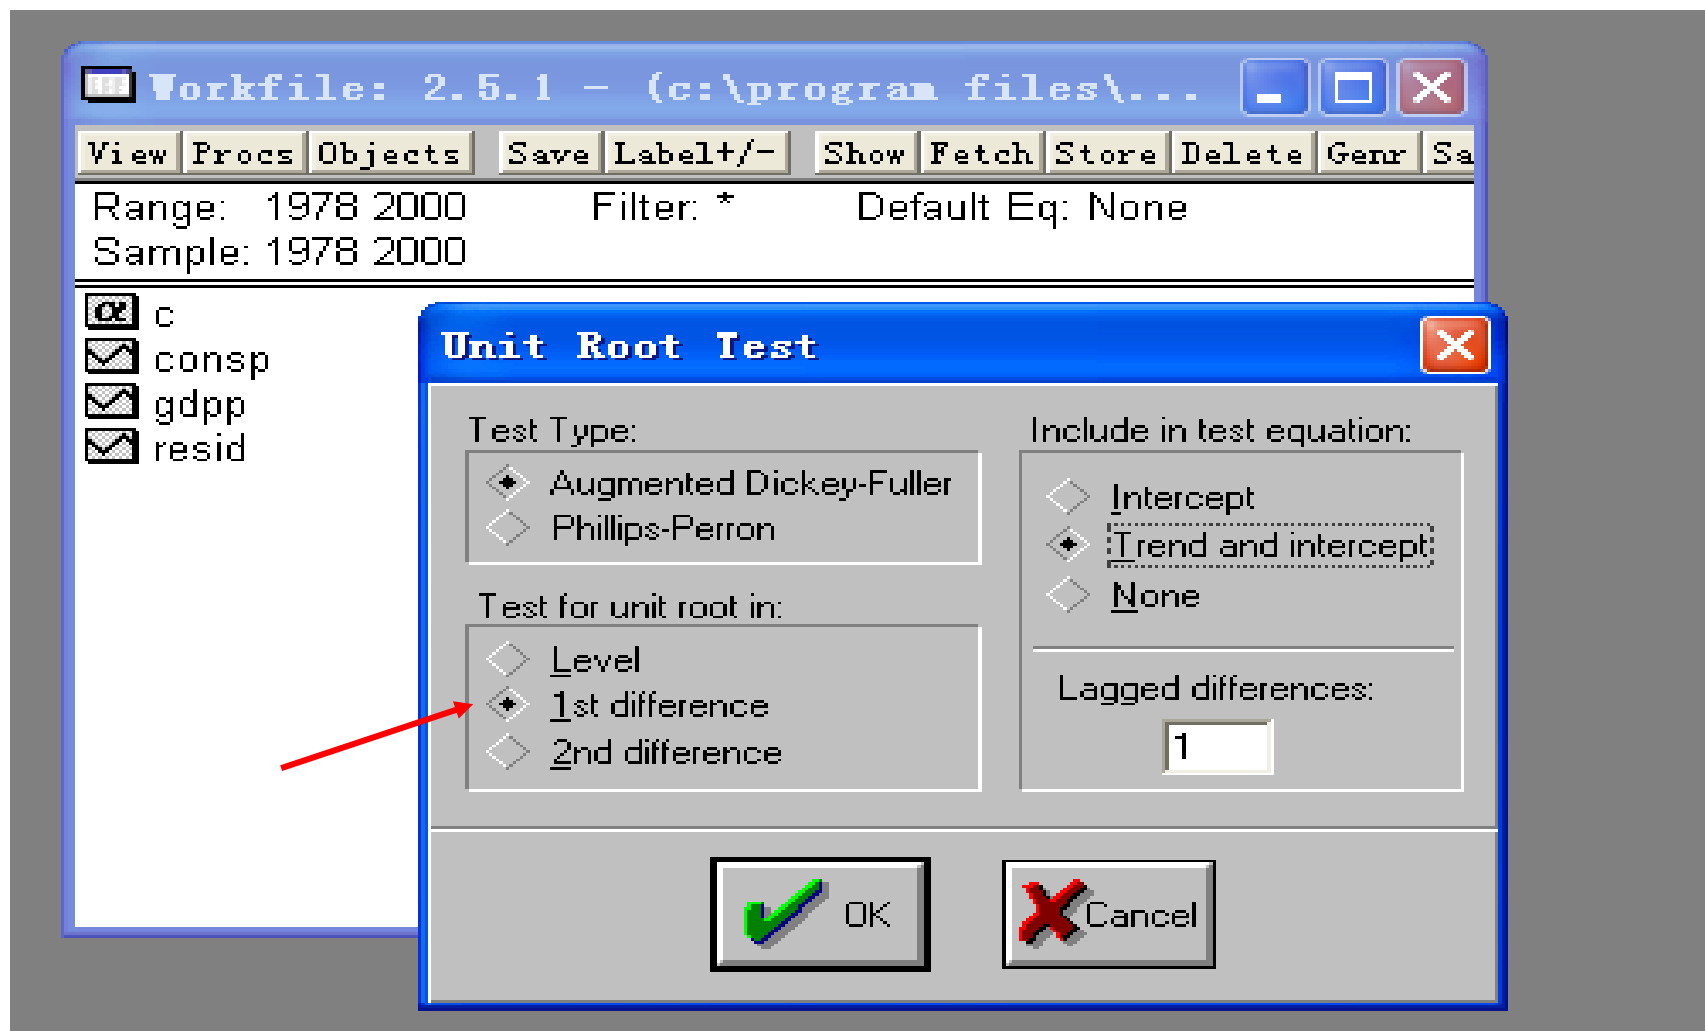 Workfile: 2.5.1 - (c:\program files\...
View Procs Objects Save Label+/- Show Fetch Store Delete Genr Sa
Range: 1978 2000 Filter: * Default Eq: None
Sample: 1978 2000
c
consp
gdpp
resid
Unit Root Test
Test Type:
Augmented Dickey-Fuller
Phillips-Perron
Test for unit root in:
Level
1st difference
2nd difference
Include in test equation:
Intercept
Trend and intercept
None
Lagged differences:
1
OK
Cancel